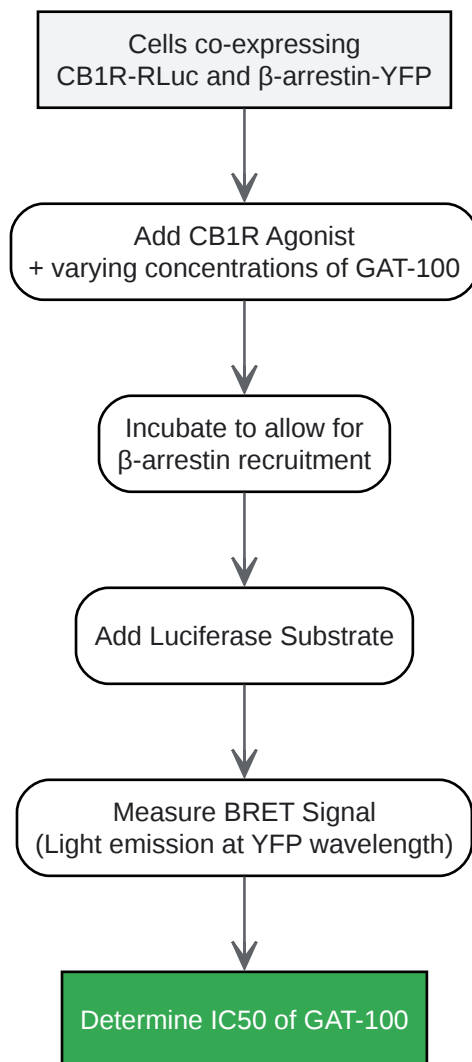 Cells co-expressing
CB1R-RLuc and β-arrestin-YFP
Add CB1R Agonist
+ varying concentrations of GAT-100
Incubate to allow for
β-arrestin recruitment
Add Luciferase Substrate
Measure BRET Signal
(Light emission at YFP wavelength)
Determine IC50 of GAT-100